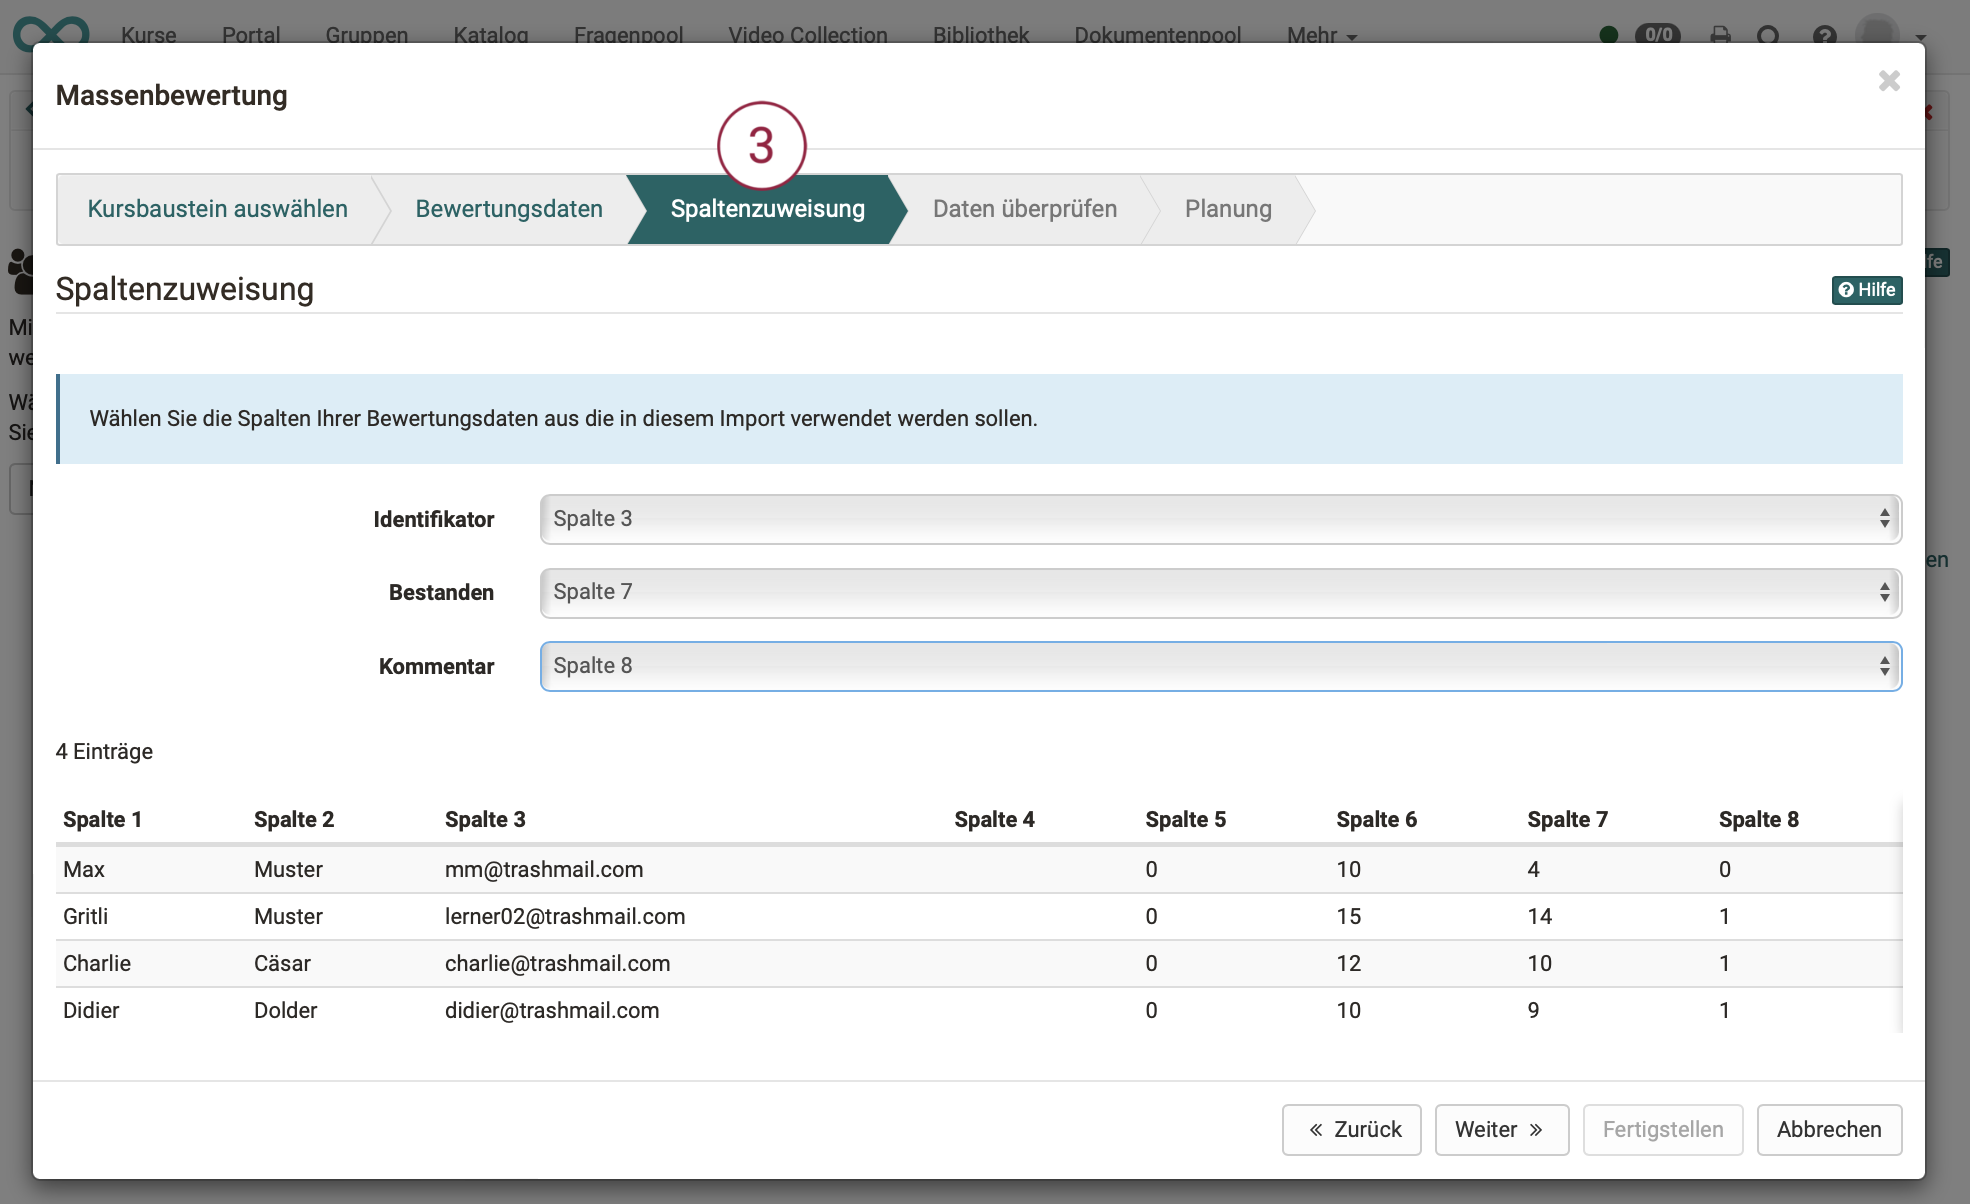 Kurse Portal Gruppen Katalog Fragenpool Video Collection Bibliothek Dokumentenpool Mehr 0/0
Massenbewertung
3
Kursbaustein auswählen Bewertungsdaten Spaltenzuweisung Daten überprüfen Planung
Spaltenzuweisung
Hilfe
Wählen Sie die Spalten Ihrer Bewertungsdaten aus die in diesem Import verwendet werden sollen.
Identifikator Spalte 3
Bestanden Spalte 7
Kommentar Spalte 8
4 Einträge
Spalte 1 Spalte 2 Spalte 3 Spalte 4 Spalte 5 Spalte 6 Spalte 7 Spalte 8
Max Muster mm@trashmail.com 0 10 4 0
Gritli Muster lerner02@trashmail.com 0 15 14 1
Charlie Cäsar charlie@trashmail.com 0 12 10 1
Didier Dolder didier@trashmail.com 0 10 9 1
« Zurück Weiter » Fertigstellen Abbrechen